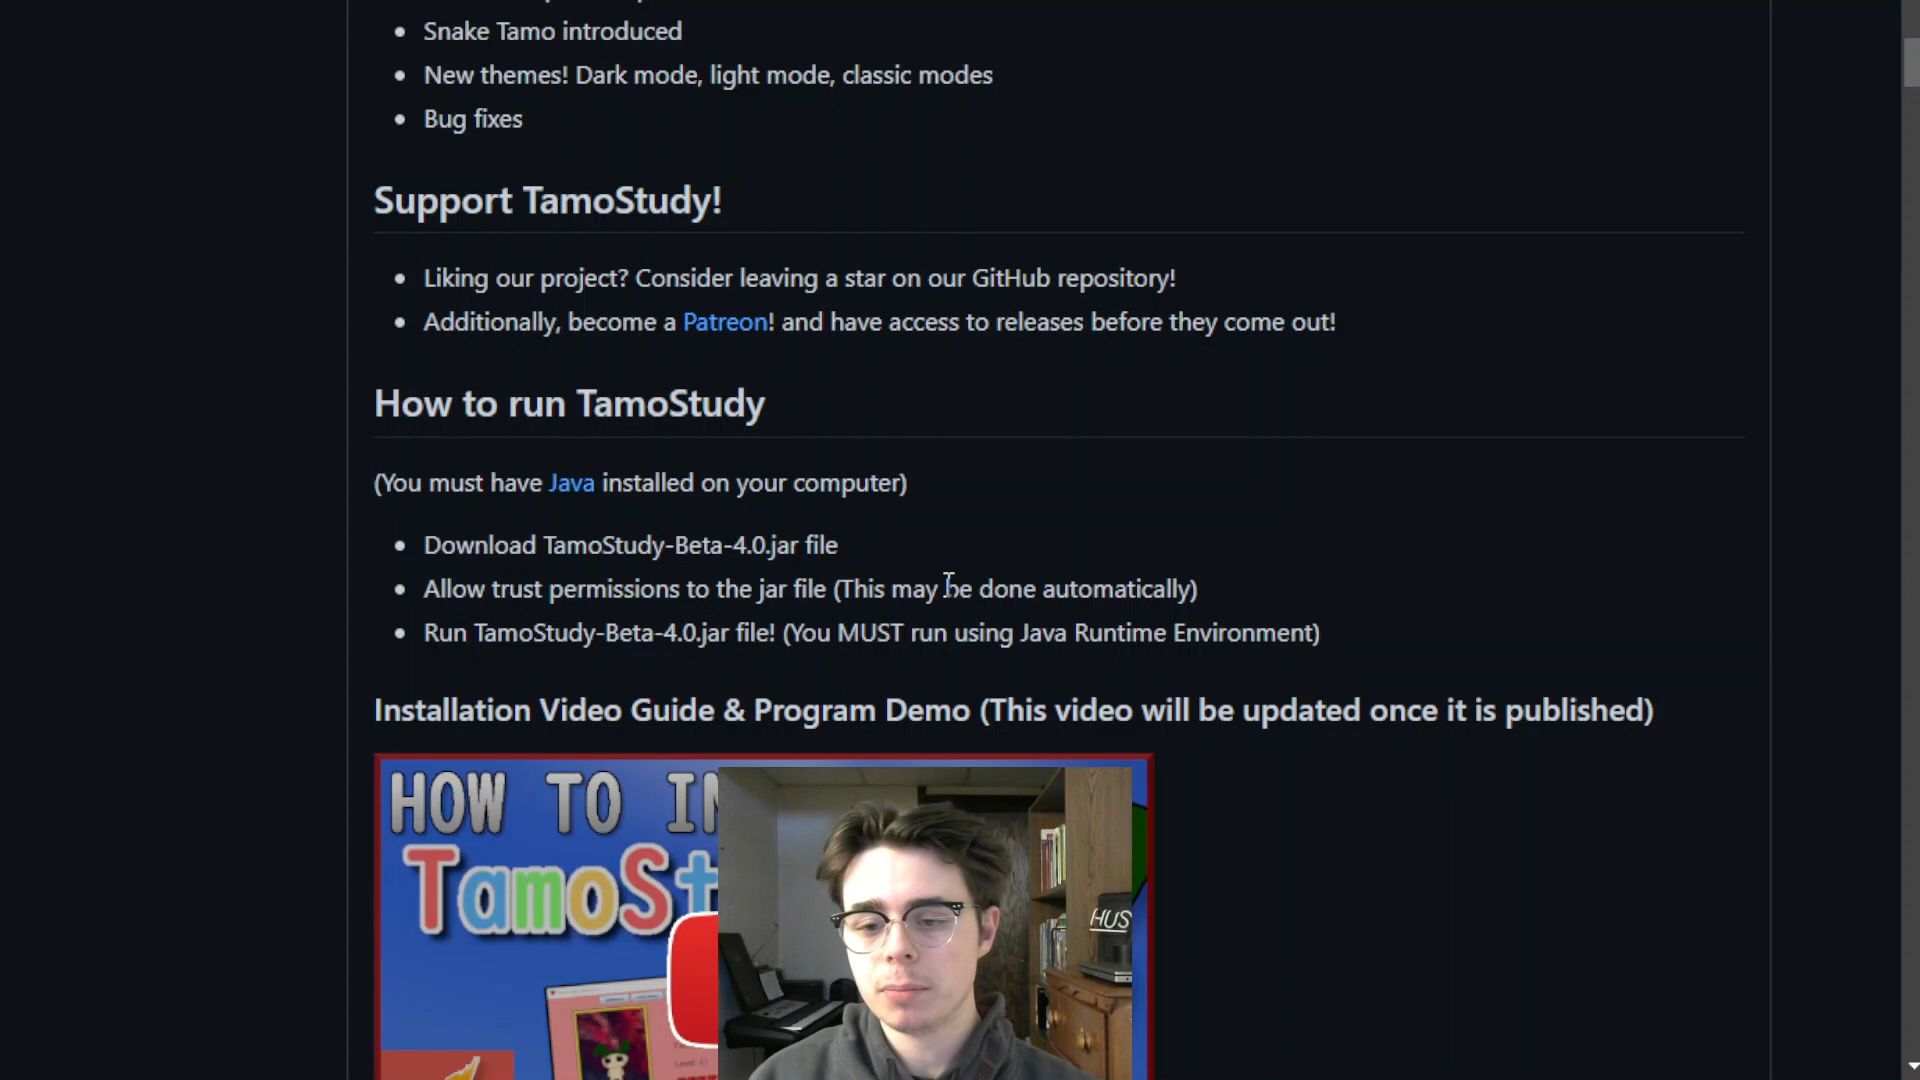 Snake Tamo introduced
New themes! Dark mode, light mode, classic modes
Bug fixes
Support TamoStudy!
Liking our project? Consider leaving a star on our GitHub repository!
Additionally, become a Patreon! and have access to releases before they come out!
How to run TamoStudy
(You must have Java installed on your computer)
Download TamoStudy-Beta-4.0.jar file
Allow trust permissions to the jar file (This may be done automatically)
Run TamoStudy-Beta-4.0.jar file! (You MUST run using Java Runtime Environment)
Installation Video Guide & Program Demo (This video will be updated once it is published)
HOW TO IN
TamoSt
HUS